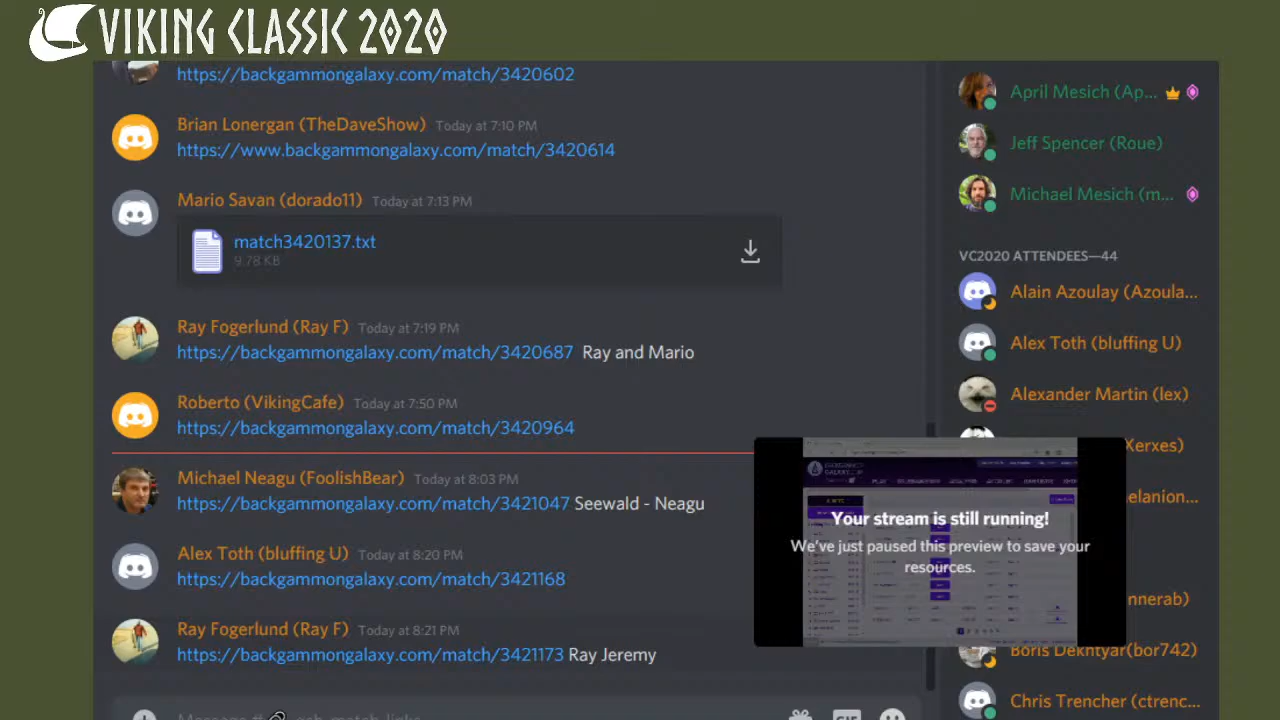 VIKING CLASSIC 2020
https://backgammongalaxy.com/match/3420602
Brian Lonergan (TheDaveShow) Today at 7:10 PM
https://www.backgammongalaxy.com/match/3420614
Mario Savan (dorado11) Today at 7:13 PM
match3420137.txt
9.78 KB
Ray Fogerlund (Ray F) Today at 7:19 PM
https://backgammongalaxy.com/match/3420687 Ray and Mario
Roberto (VikingCafe) Today at 7:50 PM
https://backgammongalaxy.com/match/3420964
Michael Neagu (FoolishBear) Today at 8:03 PM
https://backgammongalaxy.com/match/3421047 Seewald - Neagu
Alex Toth (bluffing U) Today at 8:20 PM
https://backgammongalaxy.com/match/3421168
Ray Fogerlund (Ray F) Today at 8:21 PM
https://backgammongalaxy.com/match/3421173 Ray Jeremy
April Mesich (Ap...
Jeff Spencer (Roue)
Michael Mesich (m...
VC2020 ATTENDEES—44
Alain Azoulay (Azoula...
Alex Toth (bluffing U)
Alexander Martin (lex)
Xerxes)
elanion...
Your stream is still running!
We've just paused this preview to save your
resources.
nnerab)
Boris Dekhtyar(bor742)
Chris Trencher (ctrenc...